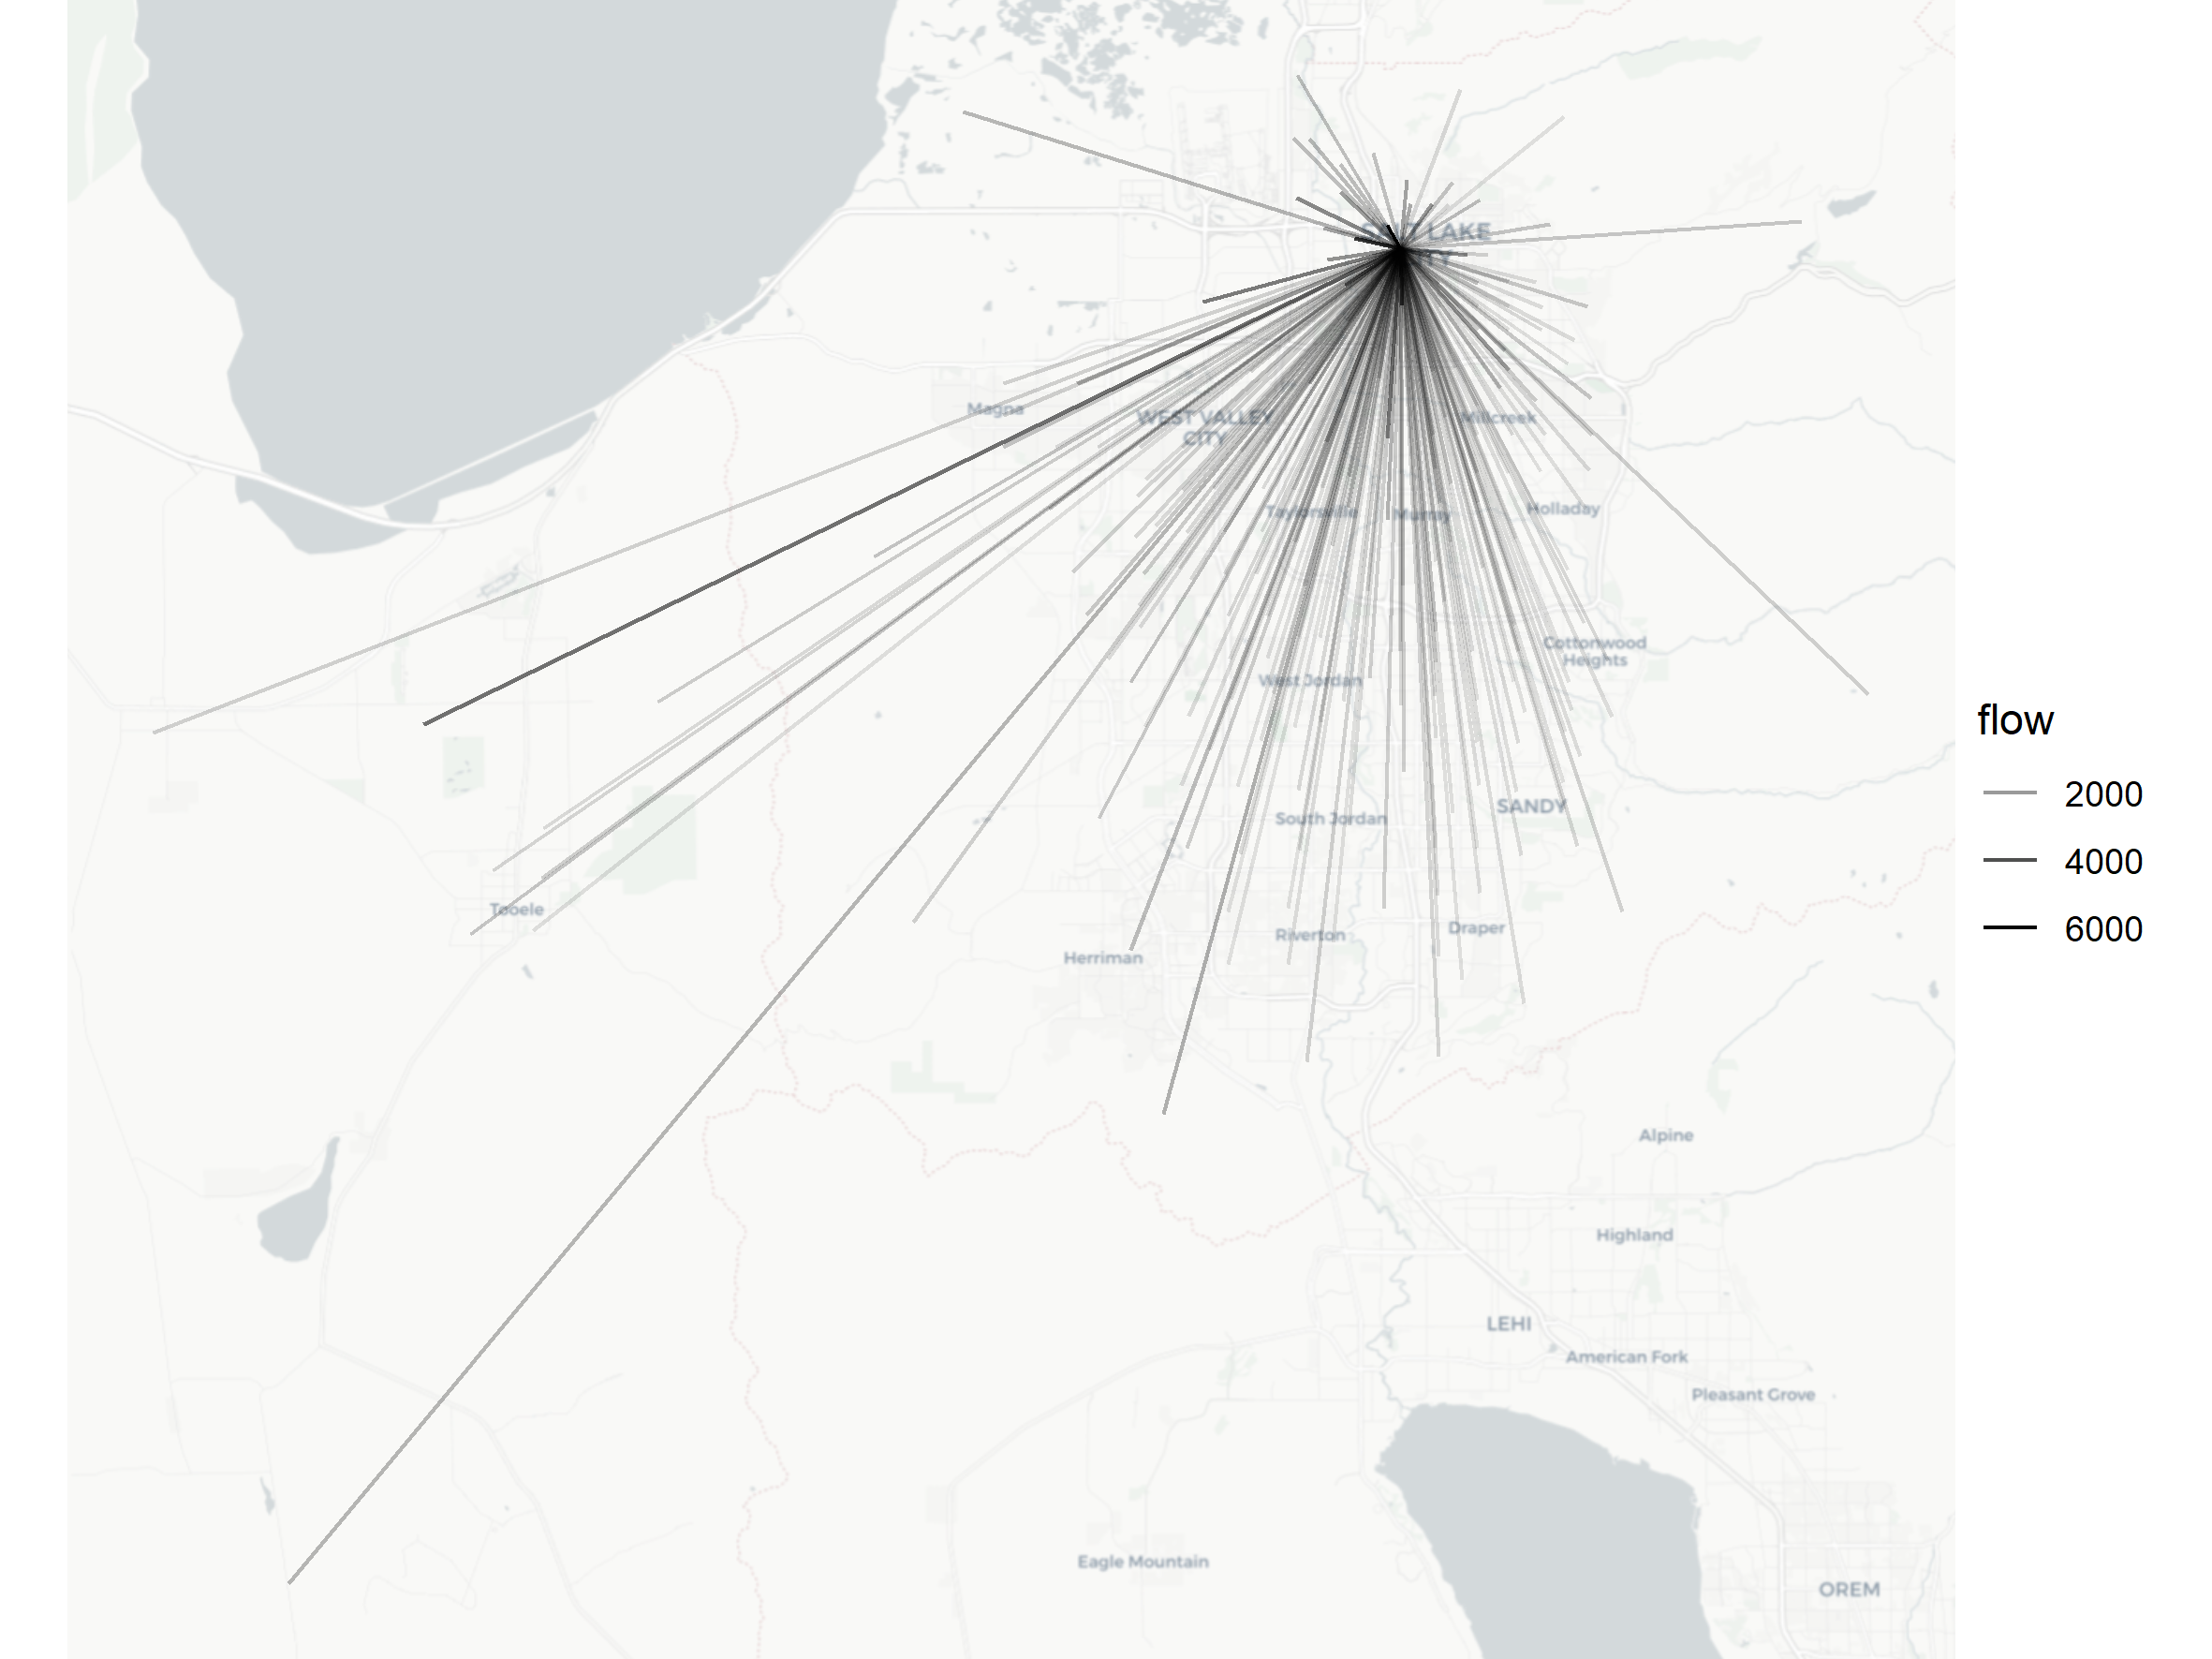 SALT LAKE
CITY
Magna
WEST VALLEY
CITY
Millcreek
Taylorsville
Murray
Holladay
Cottonwood
Heights
West Jordan
SANDY
South Jordan
Tooele
Riverton
Draper
Herriman
Alpine
Highland
LEHI
American Fork
Pleasant Grove
Eagle Mountain
OREM
flow
2000
4000
6000